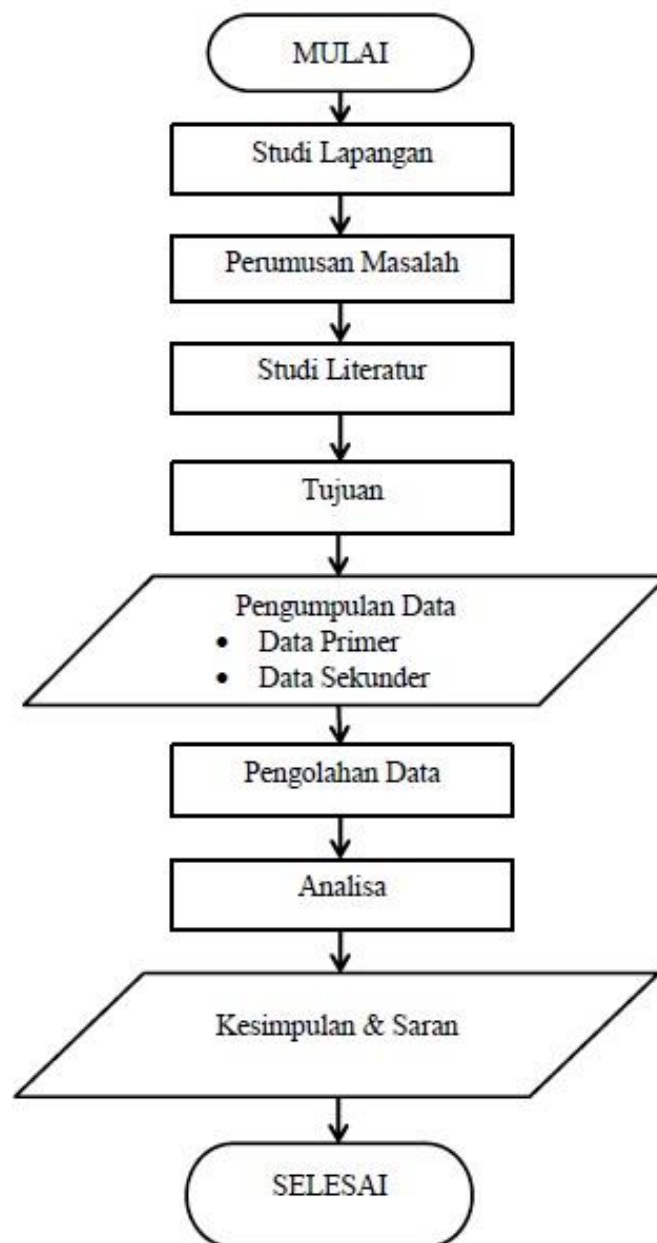 MULAI
Studi Lapangan
Perumusan Masalah
Studi Literatur
Tujuan
Pengumpulan Data
• Data Primer
• Data Sekunder
Pengolahan Data
Analisa
Kesimpulan & Saran
SELESAI